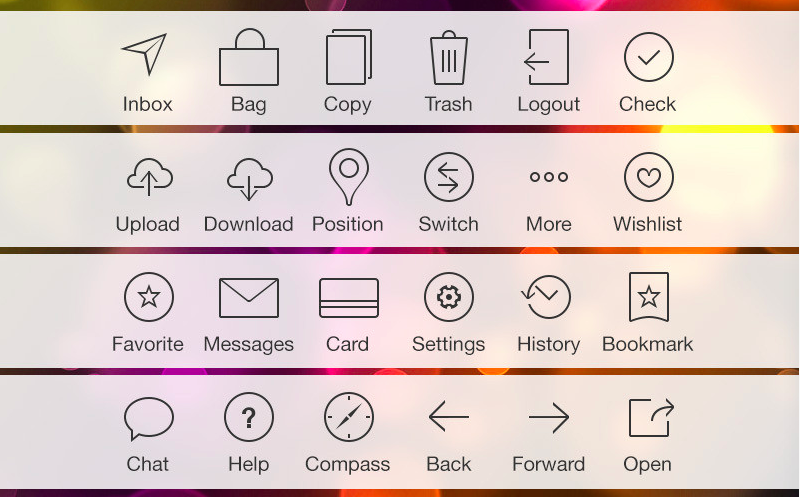 Inbox Bag Copy Trash Logout Check
Upload Download Position Switch More Wishlist
Favorite Messages Card Settings History Bookmark
?
Chat Help Compass Back Forward Open